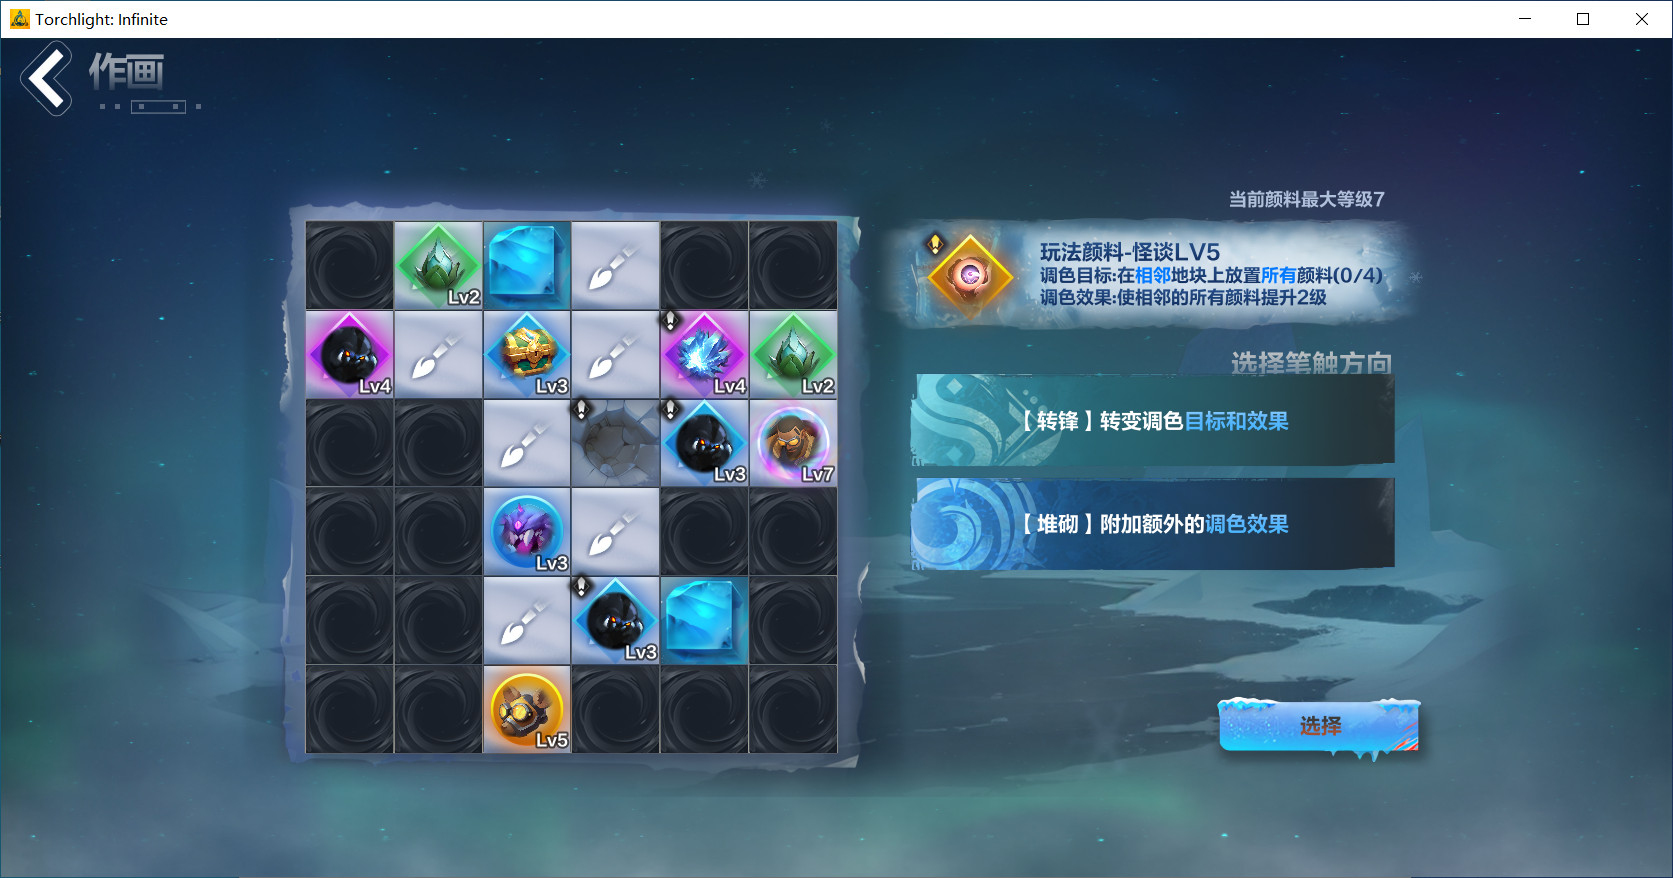 Torchlight: Infinite
作画
当前颜料最大等级7
玩法颜料-怪谈LV5
调色目标:在相邻地块上放置所有颜料(0/4)
调色效果:使相邻的所有颜料提升2级
选择笔触方向
【转锋】转变调色目标和效果
【堆砌】附加额外的调色效果
选择
Lv2
Lv4
Lv3
Lv4
Lv2
Lv3
Lv7
Lv3
Lv3
Lv5